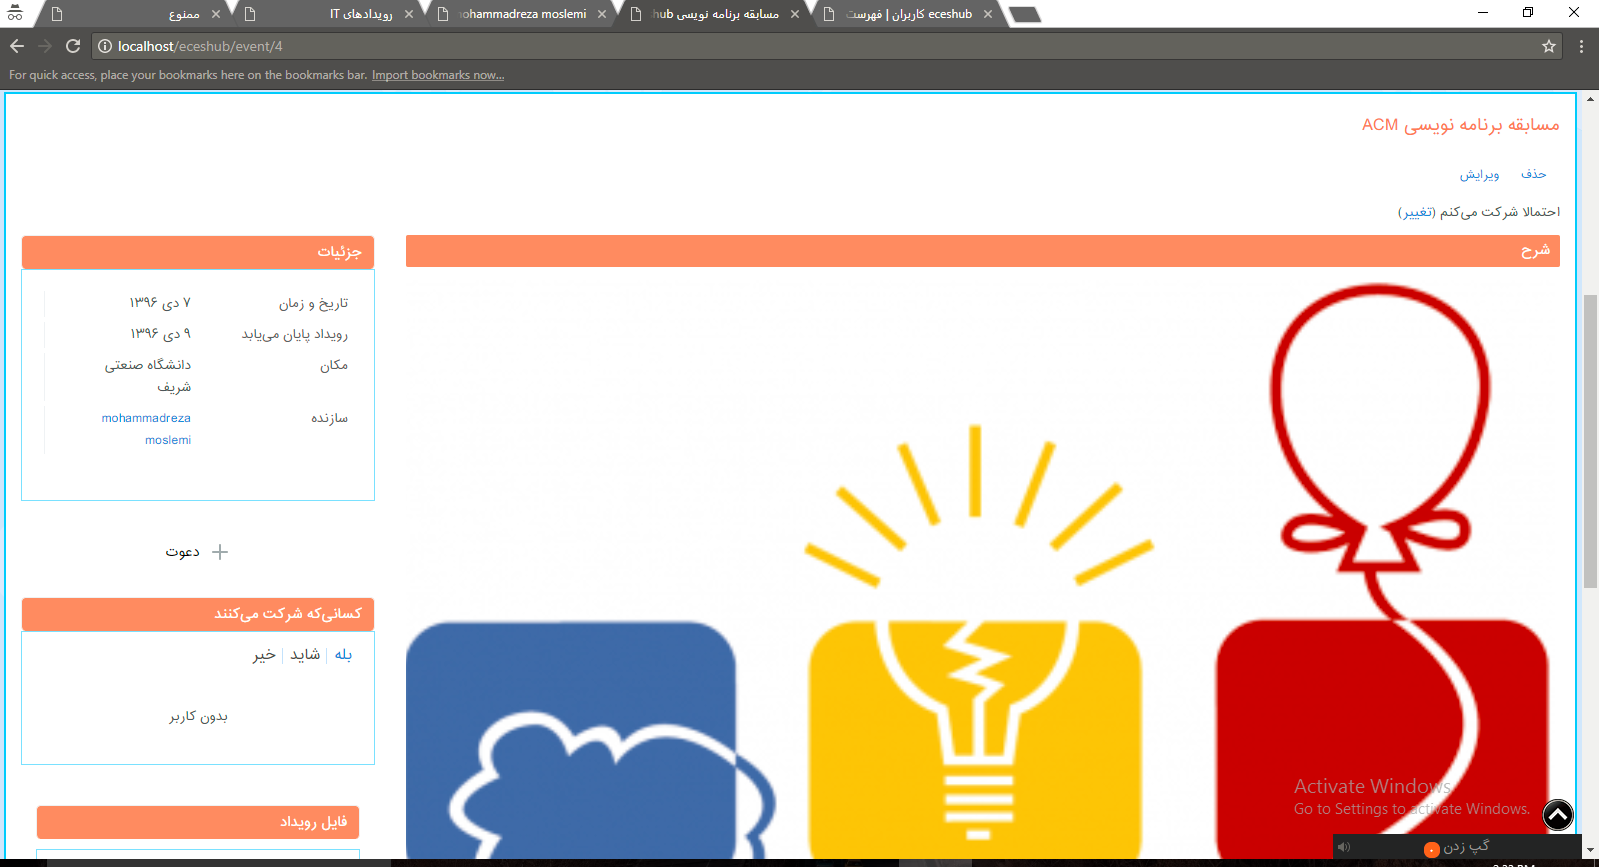 ممنوع
رویدادهای IT
mohammadreza moslemi
مسابقه برنامه نویسی
eceshub کاربران | فهرست
localhost/eceshub/event/4
For quick access, place your bookmarks here on the bookmarks bar. Import bookmarks now...
مسابقه برنامه نویسی ACM
حذف ویرایش
احتمالا شرکت می‌کنم (تغییر)
شرح
جزئیات
تاریخ و زمان ۷ دی ۱۳۹۶
رویداد پایان می‌یابد ۹ دی ۱۳۹۶
مکان دانشگاه صنعتی
شریف
سازنده mohammadreza
moslemi
دعوت
کسانی‌که شرکت می‌کنند
بله | شاید | خیر
بدون کاربر
فایل رویداد
Activate Windows
Go to Settings to activate Windows.
گپ زدن